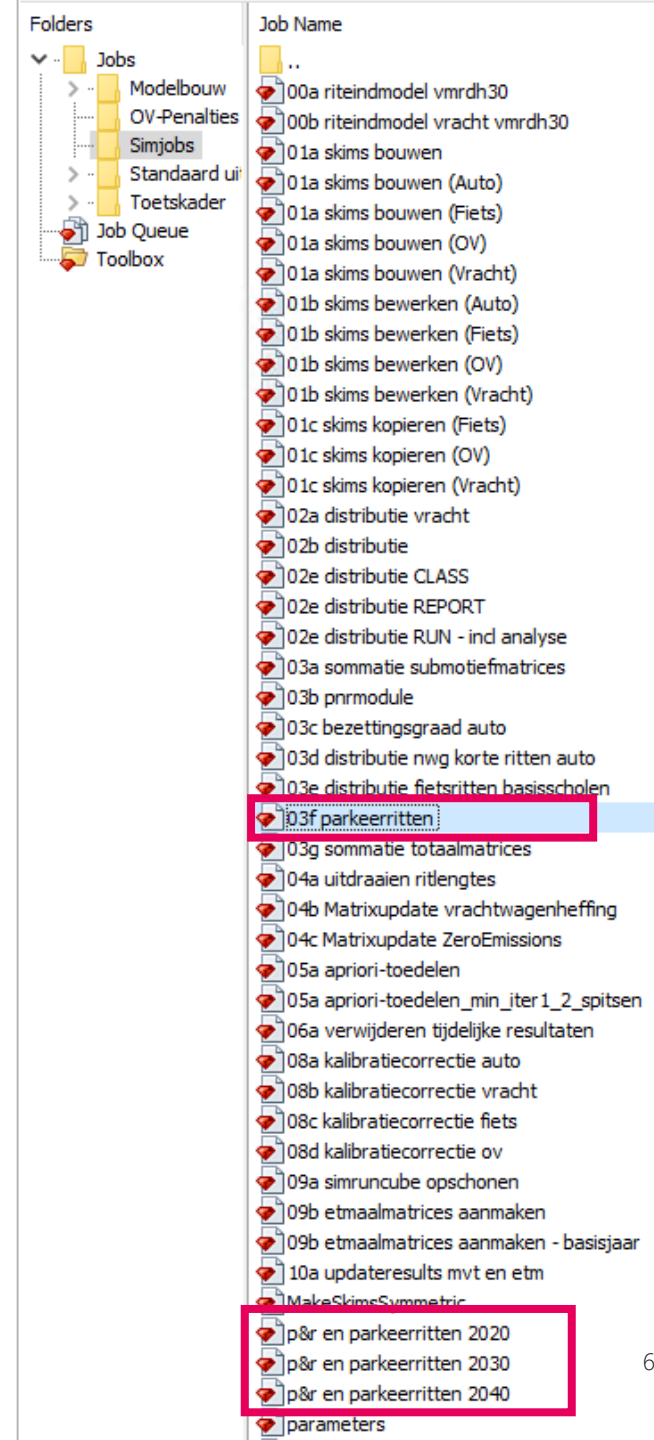 Folders
Jobs
Modelbouw
OV-Penalties
Simjobs
Standaard ui
Toetskader
Job Queue
Toolbox
Job Name
..
00a riteindmodel vmrdh30
00b riteindmodel vracht vmrdh30
01a skims bouwen
01a skims bouwen (Auto)
01a skims bouwen (Fiets)
01a skims bouwen (OV)
01a skims bouwen (Vracht)
01b skims bewerken (Auto)
01b skims bewerken (Fiets)
01b skims bewerken (OV)
01b skims bewerken (Vracht)
01c skims kopieren (Fiets)
01c skims kopieren (OV)
01c skims kopieren (Vracht)
02a distributie vracht
02b distributie
02e distributie CLASS
02e distributie REPORT
02e distributie RUN - incl analyse
03a sommatie submotiefmatrices
03b pnrmodule
03c bezettingsgraad auto
03d distributie nwg korte ritten auto
03e distributie fietsritten basisscholen
03f parkeerritten
03g sommatie totaalmatrices
04a uitdraaien ritlengtes
04b Matrixupdate vrachtwagenheffing
04c Matrixupdate ZeroEmissions
05a apriori-toedelen
05a apriori-toedelen_min_iter1_2_spitsen
06a verwijderen tijdelijke resultaten
08a kalibratiecorrectie auto
08b kalibratiecorrectie vracht
08c kalibratiecorrectie fiets
08d kalibratiecorrectie ov
09a simruncube opschonen
09b etmaalmatrices aanmaken
09b etmaalmatrices aanmaken - basisjaar
10a updateresults mvt en etm
MakeSkimsSymmetric
p&r en parkeerritten 2020
p&r en parkeerritten 2030
6
p&r en parkeerritten 2040
parameters